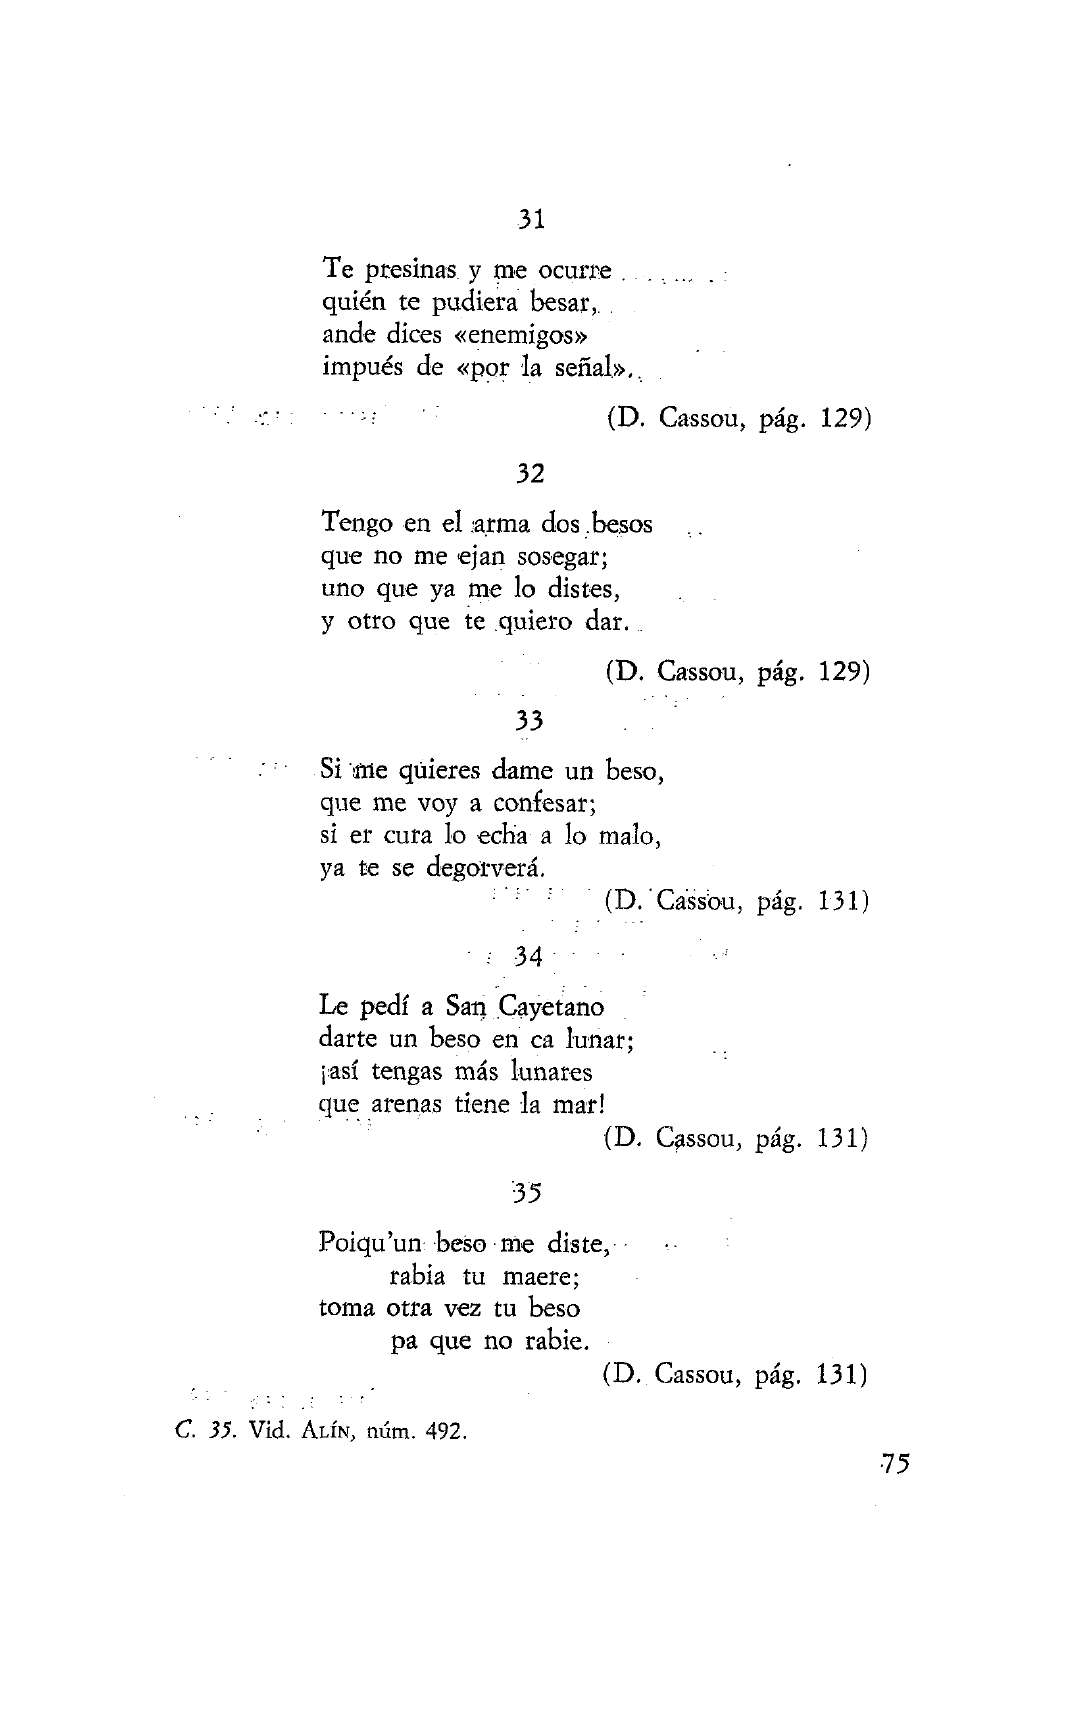 31
Te presinas y me ocurre
quién te pudiera besar,
ande dices «enemigos»
impués de «por la señal».
(D. Cassou, pág. 129)
32
Tengo en el arma dos besos
que no me ejan sosegar;
uno que ya me lo distes,
y otro que te quiero dar.
(D. Cassou, pág. 129)
33
Si me quieres dame un beso,
que me voy a confesar;
si er cura lo echa a lo malo,
ya te se degorverá.
(D. Cassou, pág. 131)
34
Le pedí a San Cayetano
darte un beso en ca lunar;
¡así tengas más lunares
que arenas tiene la mar!
(D. Cassou, pág. 131)
35
Poiqu'un beso me diste,
rabia tu maere;
toma otra vez tu beso
pa que no rabie.
(D. Cassou, pág. 131)
C. 35. Vid. ALÍN, núm. 492.
75